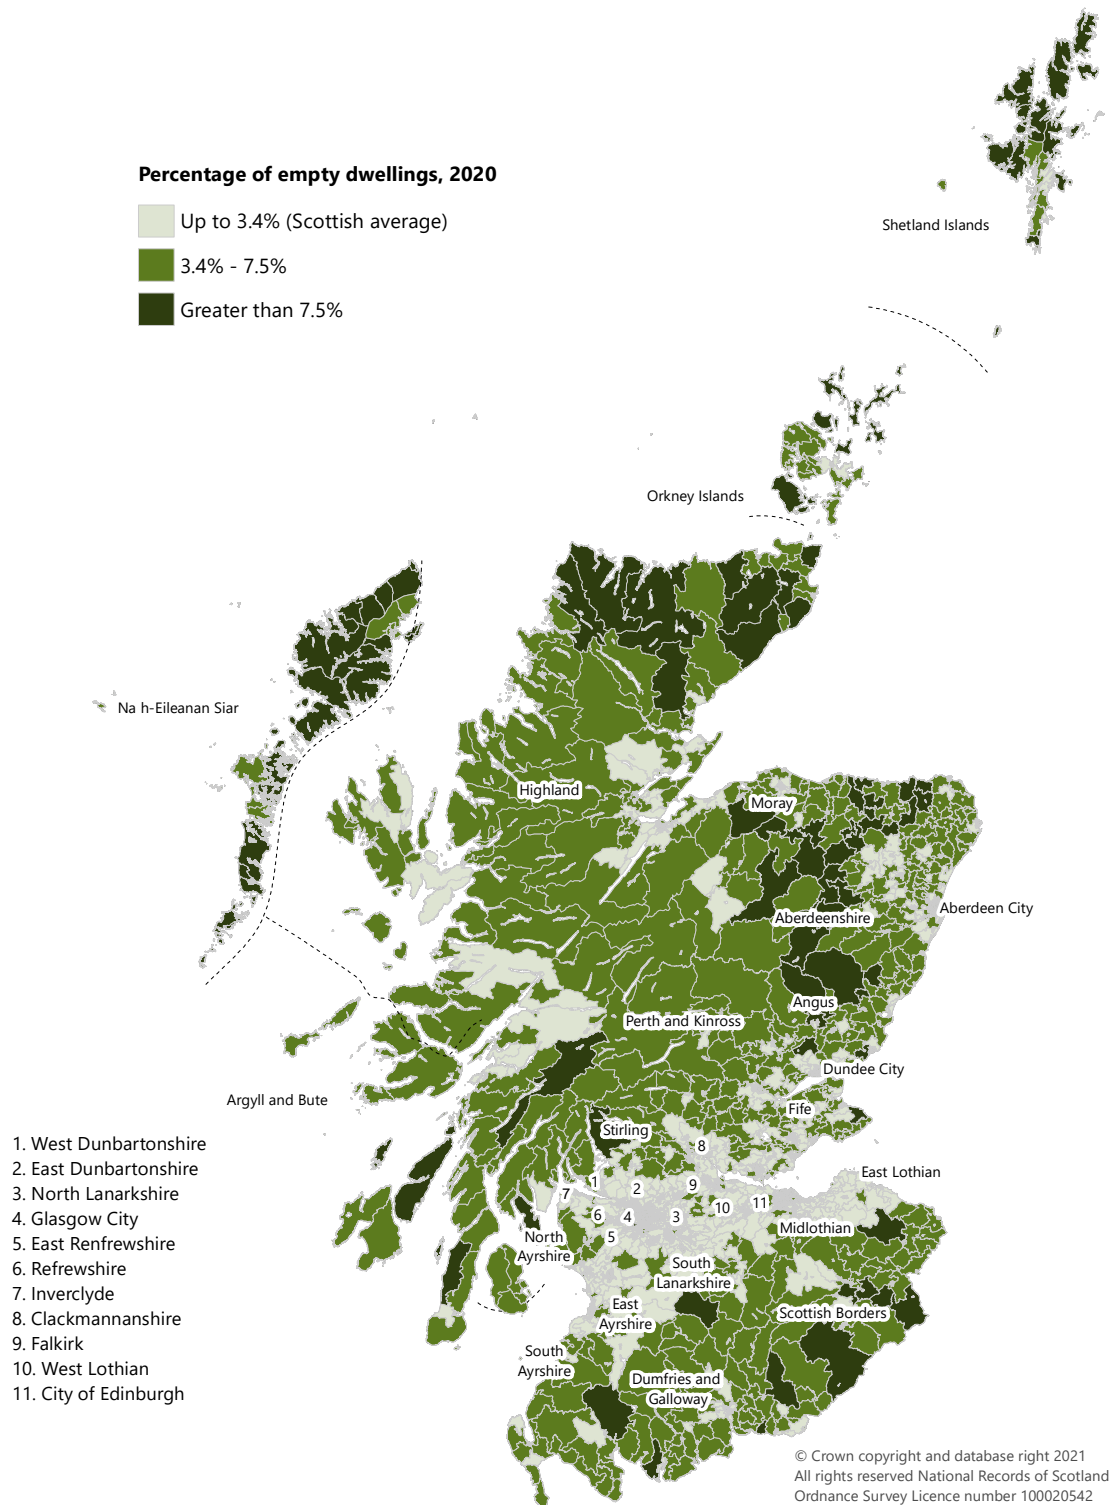 Percentage of empty dwellings, 2020
Up to 3.4% (Scottish average)
3.4% - 7.5%
Greater than 7.5%
Shetland Islands
Orkney Islands
Na h-Eileanan Siar
Highland
Moray
Aberdeenshire
Aberdeen City
Angus
Perth and Kinross
Dundee City
Argyll and Bute
Fife
Stirling
8
East Lothian
1
2
9
7
10
11
6
4
3
Midlothian
5
North
Ayrshire
South
Lanarkshire
East
Ayrshire
Scottish Borders
South
Ayrshire
Dumfries and
Galloway
1. West Dunbartonshire
2. East Dunbartonshire
3. North Lanarkshire
4. Glasgow City
5. East Renfrewshire
6. Refrewshire
7. Inverclyde
8. Clackmannanshire
9. Falkirk
10. West Lothian
11. City of Edinburgh
© Crown copyright and database right 2021
All rights reserved National Records of Scotland
Ordnance Survey Licence number 100020542